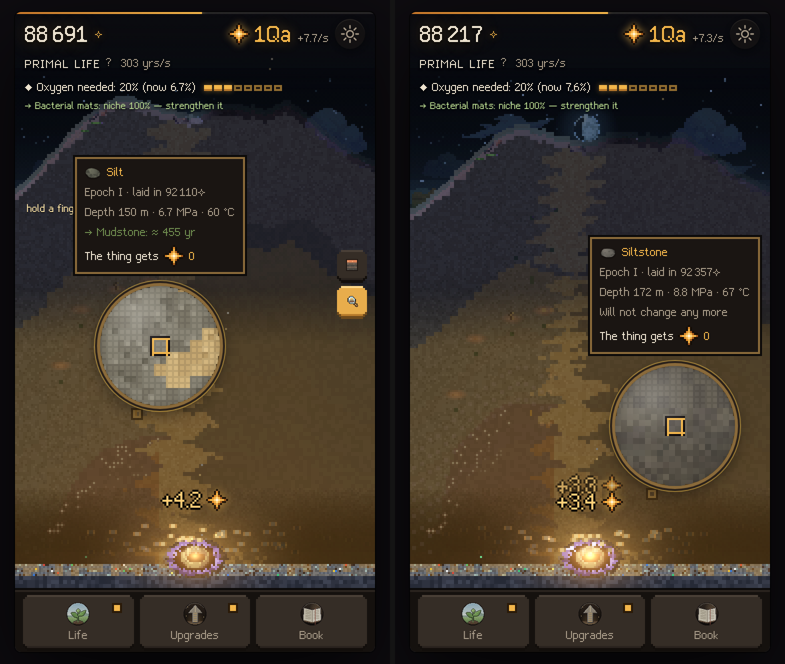 88 691
1Qa +7.7/s
PRIMAL LIFE ? 303 yrs/s
Oxygen needed: 20% (now 6.7%)
→ Bacterial mats: niche 100% — strengthen it
Silt
Epoch I · laid in 92 110
Depth 150 m · 6.7 MPa · 60 °C
→ Mudstone: ≈ 455 yr
The thing gets 0
hold a fing
+4.2
Life
Upgrades
Book
88 217
1Qa +7.3/s
PRIMAL LIFE ? 303 yrs/s
Oxygen needed: 20% (now 7.6%)
→ Bacterial mats: niche 100% — strengthen it
Siltstone
Epoch I · laid in 92 357
Depth 172 m · 8.8 MPa · 67 °C
Will not change any more
The thing gets 0
+3.4
Life
Upgrades
Book